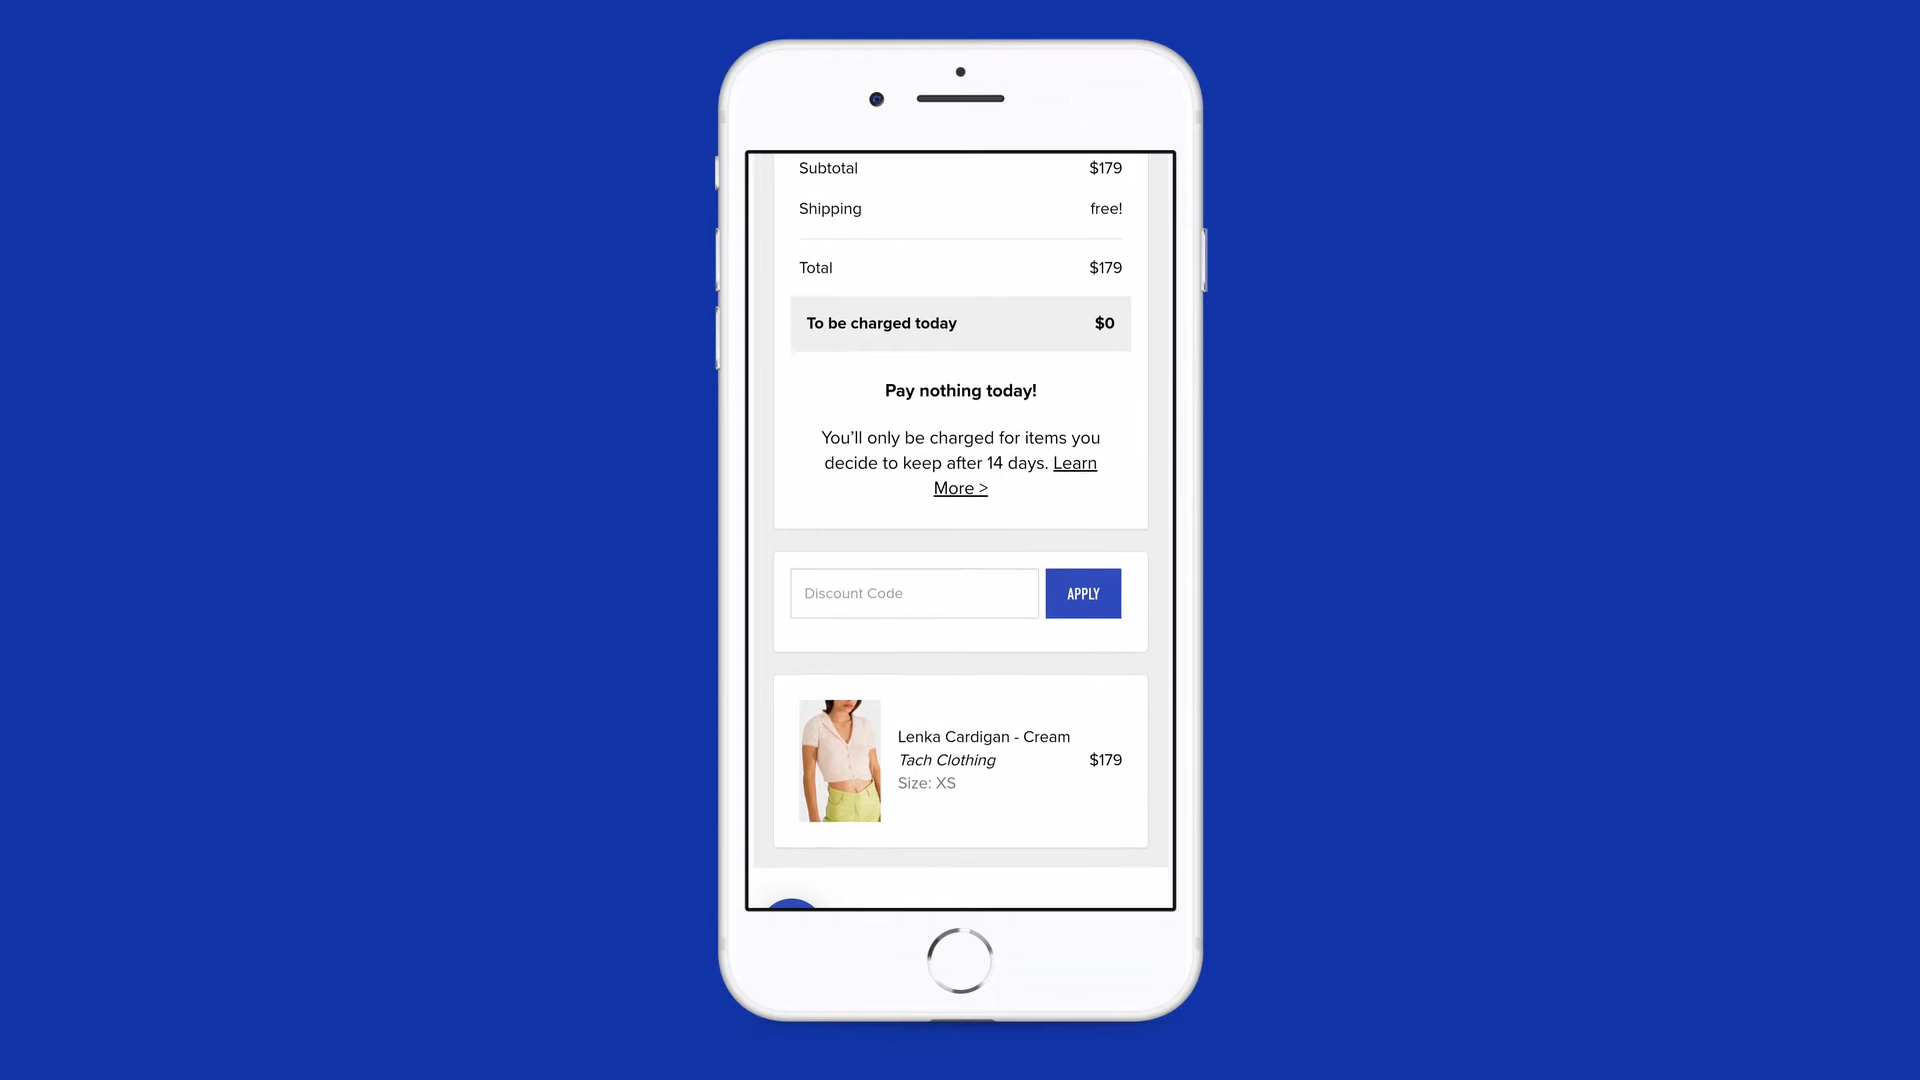 Subtotal $179
Shipping free!
Total $179
To be charged today $0
Pay nothing today!
You’ll only be charged for items you
decide to keep after 14 days. Learn
More >
Discount Code APPLY
Lenka Cardigan - Cream
Tach Clothing $179
Size: XS